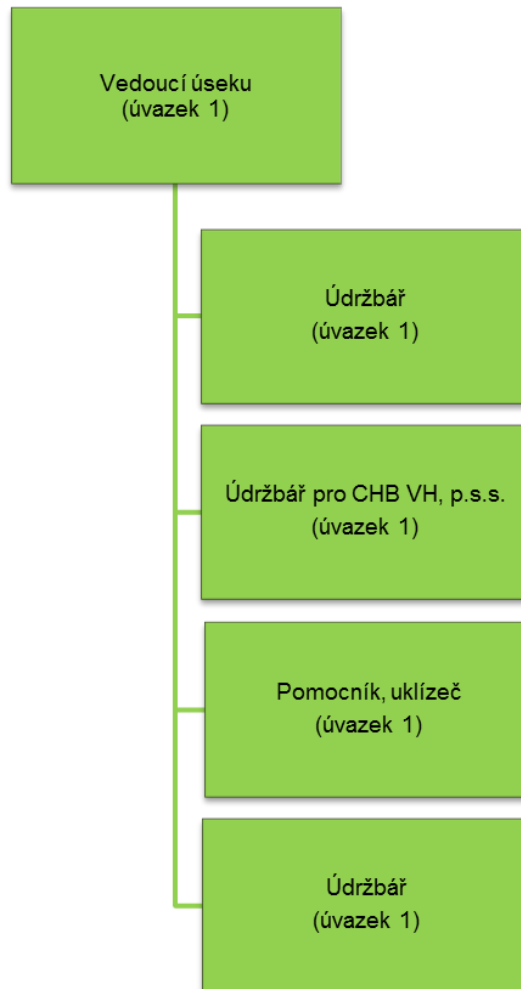 Vedoucí úseku
(úvazek 1)
Údržbář
(úvazek 1)
Údržbář pro CHB VH, p.s.s.
(úvazek 1)
Pomocník, uklízeč
(úvazek 1)
Údržbář
(úvazek 1)